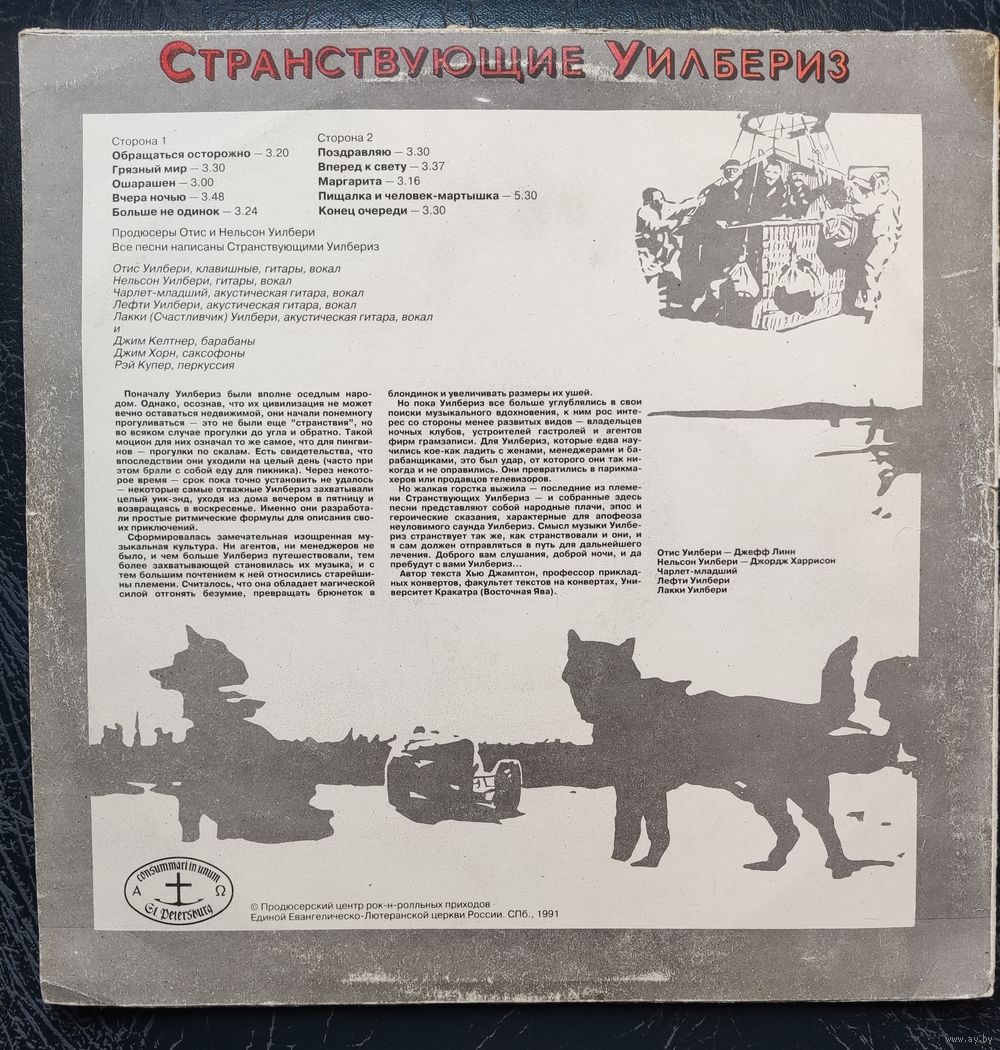 Странствующие Уилбериз
Сторона 1
Обращаться осторожно — 3.20
Грязный мир — 3.30
Ошарашен — 3.00
Вчера ночью — 3.48
Больше не одинок — 3.24
Сторона 2
Поздравляю — 3.30
Вперед к свету — 3.37
Маргарита — 3.16
Пищалка и человек-мартышка — 5.30
Конец очереди — 3.30
Продюсеры Отис и Нельсон Уилбери
Все песни написаны Странствующими Уилбериз
Отис Уилбери, клавишные, гитары, вокал
Нельсон Уилбери, гитары, вокал
Чарлет-младший, акустическая гитара, вокал
Лефти Уилбери, акустическая гитара, вокал
Лакки (Счастливчик) Уилбери, акустическая гитара, вокал
и
Джим Келтнер, барабаны
Джим Хорн, саксофоны
Рэй Купер, перкуссия
Поначалу Уилбериз были вполне оседлым наро-
дом. Однако, осознав, что их цивилизация не может
вечно оставаться недвижимой, они начали понемногу
прогуливаться — это не были еще "странствия", но
во всяком случае прогулки до угла и обратно. Такой
моцион для них означал то же самое, что для пингви-
нов — прогулки по скалам. Есть свидетельства, что
впоследствии они уходили на целый день (часто при
этом брали с собой еду для пикника). Через некото-
рое время — срок пока точно установить не удалось
— некоторые самые отважные Уилбериз захватывали
целый уик-энд, уходя из дома вечером в пятницу и
возвращаясь в воскресенье. Именно они разработа-
ли простые ритмические формулы для описания сво-
их приключений.
Сформировалась замечательная изощренная му-
зыкальная культура. Ни агентов, ни менеджеров не
было, и чем больше Уилбериз путешествовали, тем
более захватывающей становилась их музыка, и с
тем большим почтением к ней относились старейши-
ны племени. Считалось, что она обладает магической
силой отгонять безумие, превращать брюнеток в
блондинок и увеличивать размеры их ушей.
Но пока Уилбериз все больше углублялись в свои
поиски музыкального вдохновения, к ним рос инте-
рес со стороны менее развитых видов — владельцев
ночных клубов, устроителей гастролей и агентов
фирм грамзаписи. Для Уилбериз, которые едва нау-
чились кое-как ладить с женами, менеджерами и ба-
рабанщиками, это был удар, от которого они так ни-
когда и не оправились. Они превратились в парикма-
херов или продавцов телевизоров.
Но жалкая горстка выжила — последние из племе-
ни Странствующих Уилбериз — и собранные здесь
песни представляют собой народные плачи, эпос и
героические сказания, характерные для апофеоза
неуловимого саунда Уилбериз. Смысл музыки Уилбе-
риз странствует так же, как странствовали и они, и
я сам должен отправляться в путь для дальнейшего
лечения. Доброго вам слушания, доброй ночи, и да
пребудут с вами Уилбериз...
Автор текста Хью Джамптон, профессор приклад-
ных конвертов, факультет текстов на конвертах, Уни-
верситет Кракатра (Восточная Ява).
Отис Уилбери — Джефф Линн
Нельсон Уилбери — Джордж Харрисон
Чарлет-младший
Лефти Уилбери
Лакки Уилбери
consummari in unum
Α Ω
St. Petersburg
© Продюсерский центр рок-н-ролльных приходов
Единой Евангелическо-Лютеранской церкви России. СПб., 1991
www.ay.by